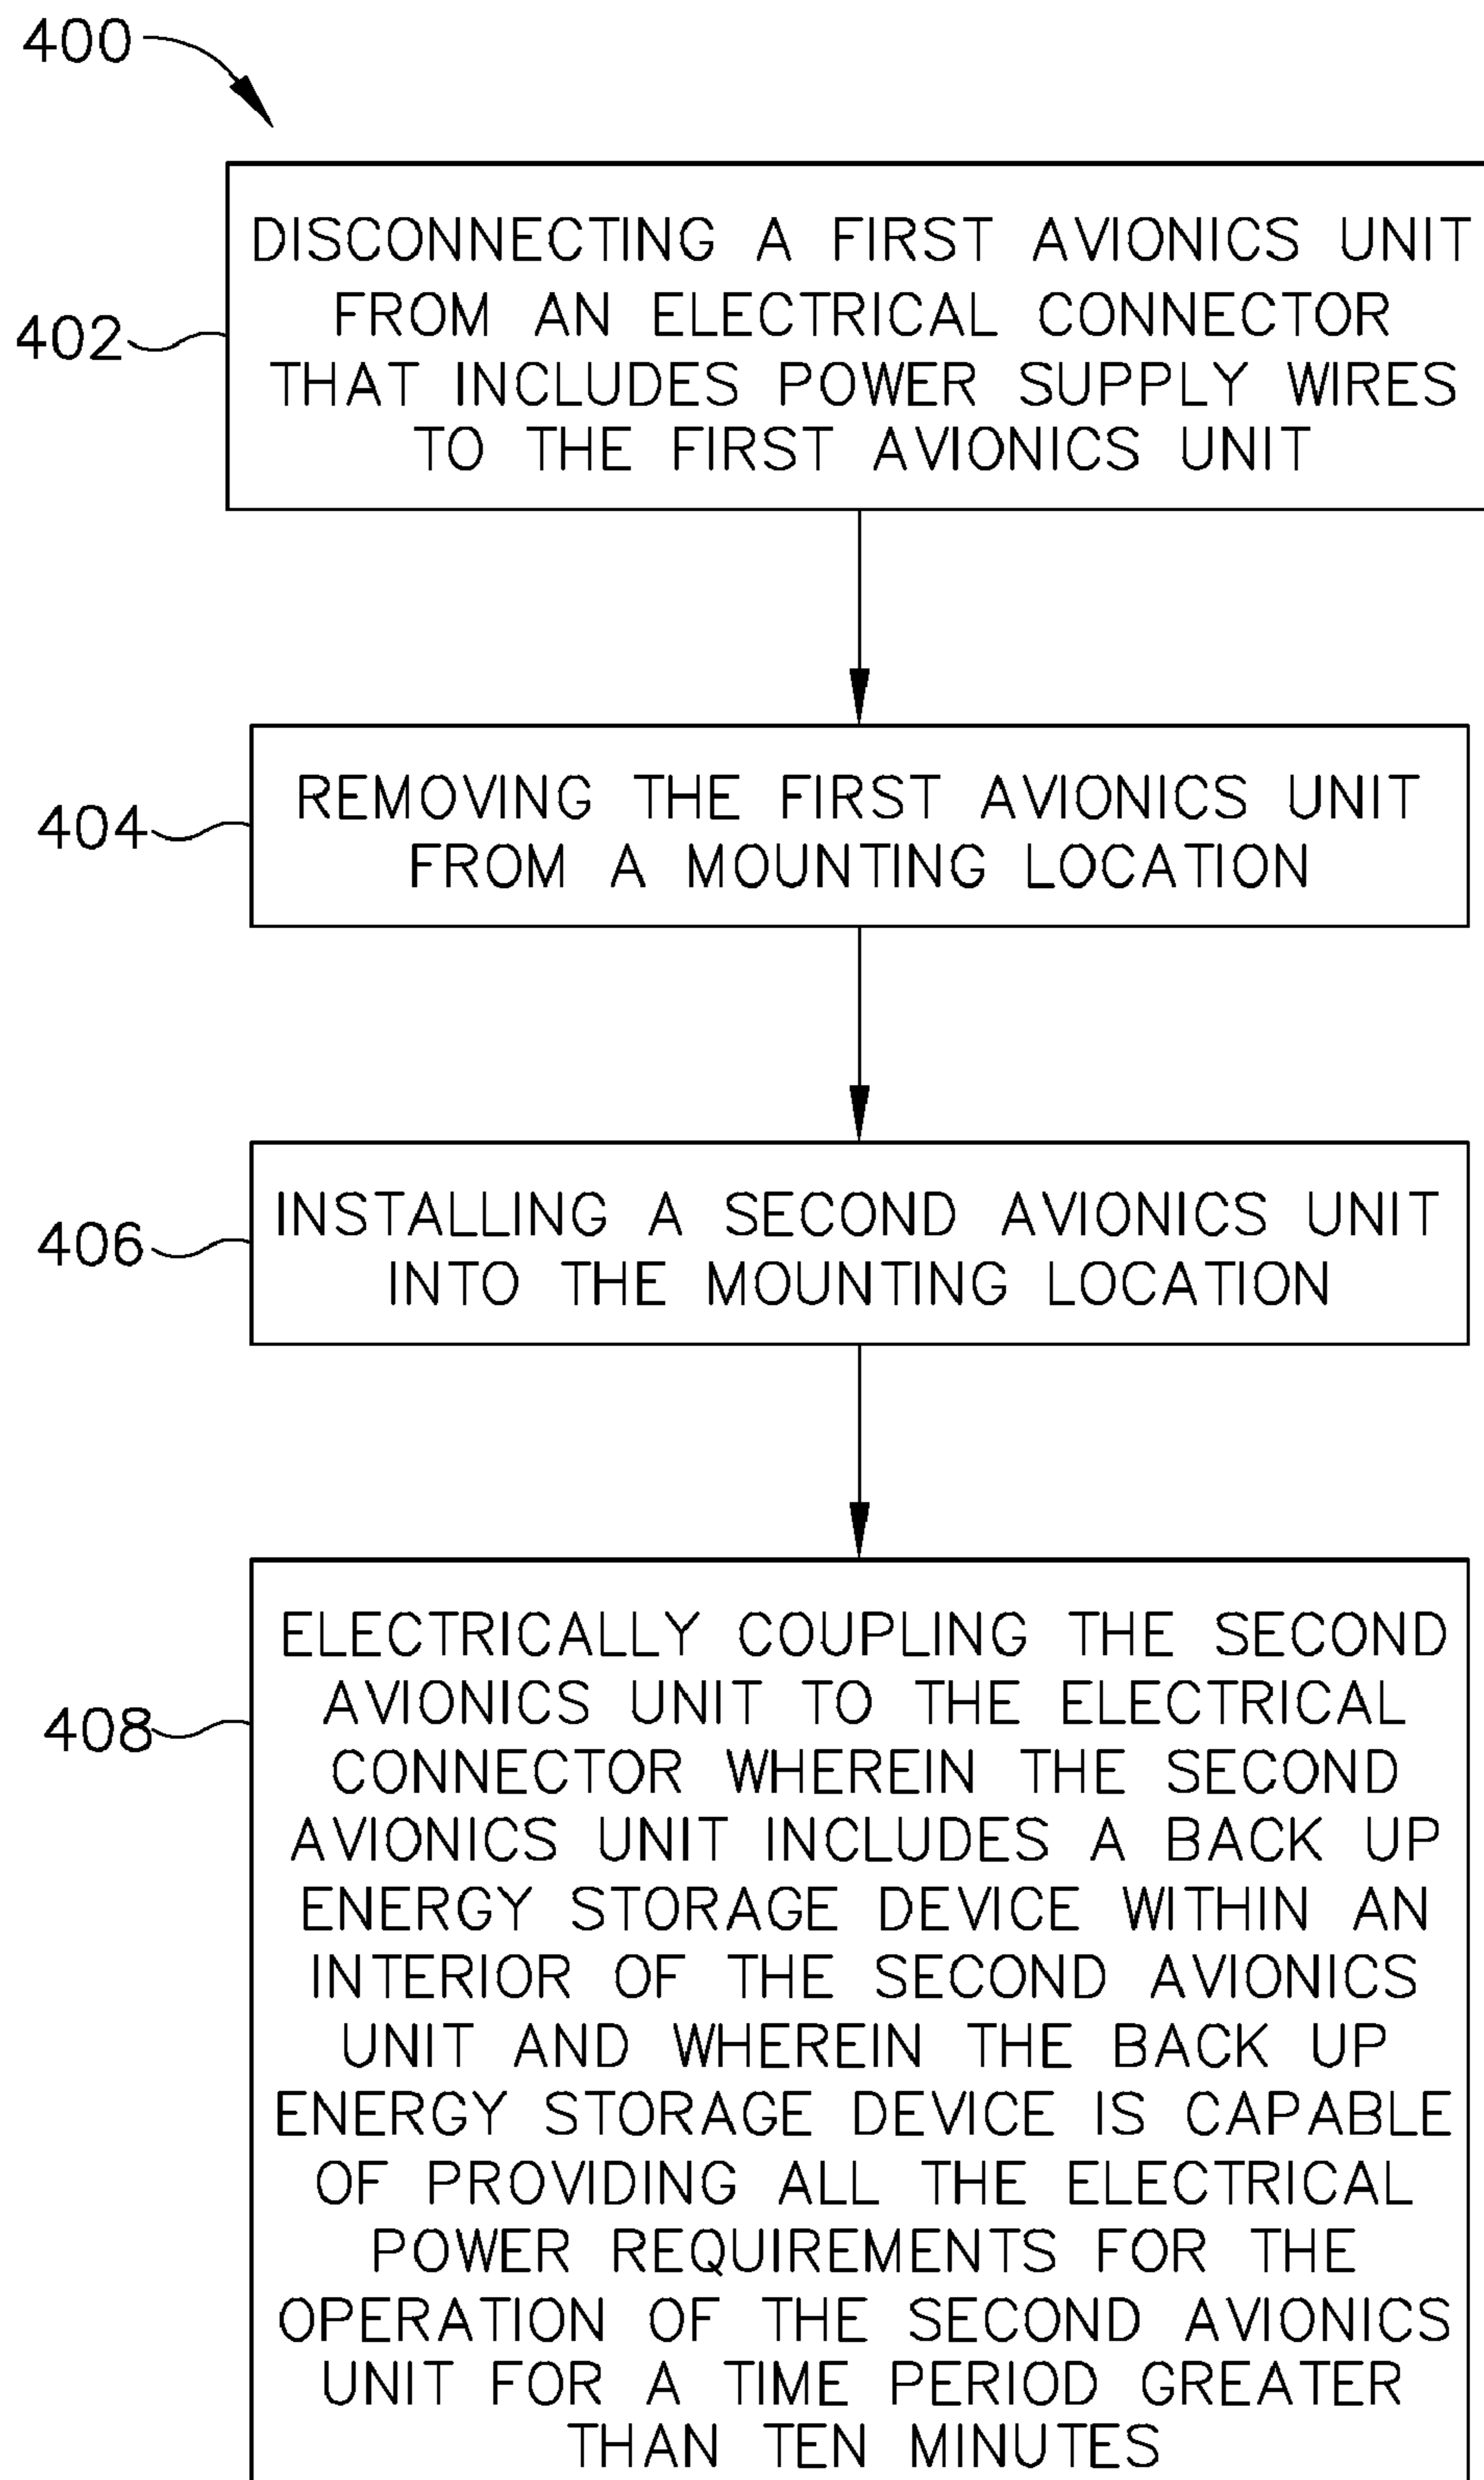 400
402
DISCONNECTING A FIRST AVIONICS UNIT
FROM AN ELECTRICAL CONNECTOR
THAT INCLUDES POWER SUPPLY WIRES
TO THE FIRST AVIONICS UNIT
404
REMOVING THE FIRST AVIONICS UNIT
FROM A MOUNTING LOCATION
406
INSTALLING A SECOND AVIONICS UNIT
INTO THE MOUNTING LOCATION
408
ELECTRICALLY COUPLING THE SECOND
AVIONICS UNIT TO THE ELECTRICAL
CONNECTOR WHEREIN THE SECOND
AVIONICS UNIT INCLUDES A BACK UP
ENERGY STORAGE DEVICE WITHIN AN
INTERIOR OF THE SECOND AVIONICS
UNIT AND WHEREIN THE BACK UP
ENERGY STORAGE DEVICE IS CAPABLE
OF PROVIDING ALL THE ELECTRICAL
POWER REQUIREMENTS FOR THE
OPERATION OF THE SECOND AVIONICS
UNIT FOR A TIME PERIOD GREATER
THAN TEN MINUTES